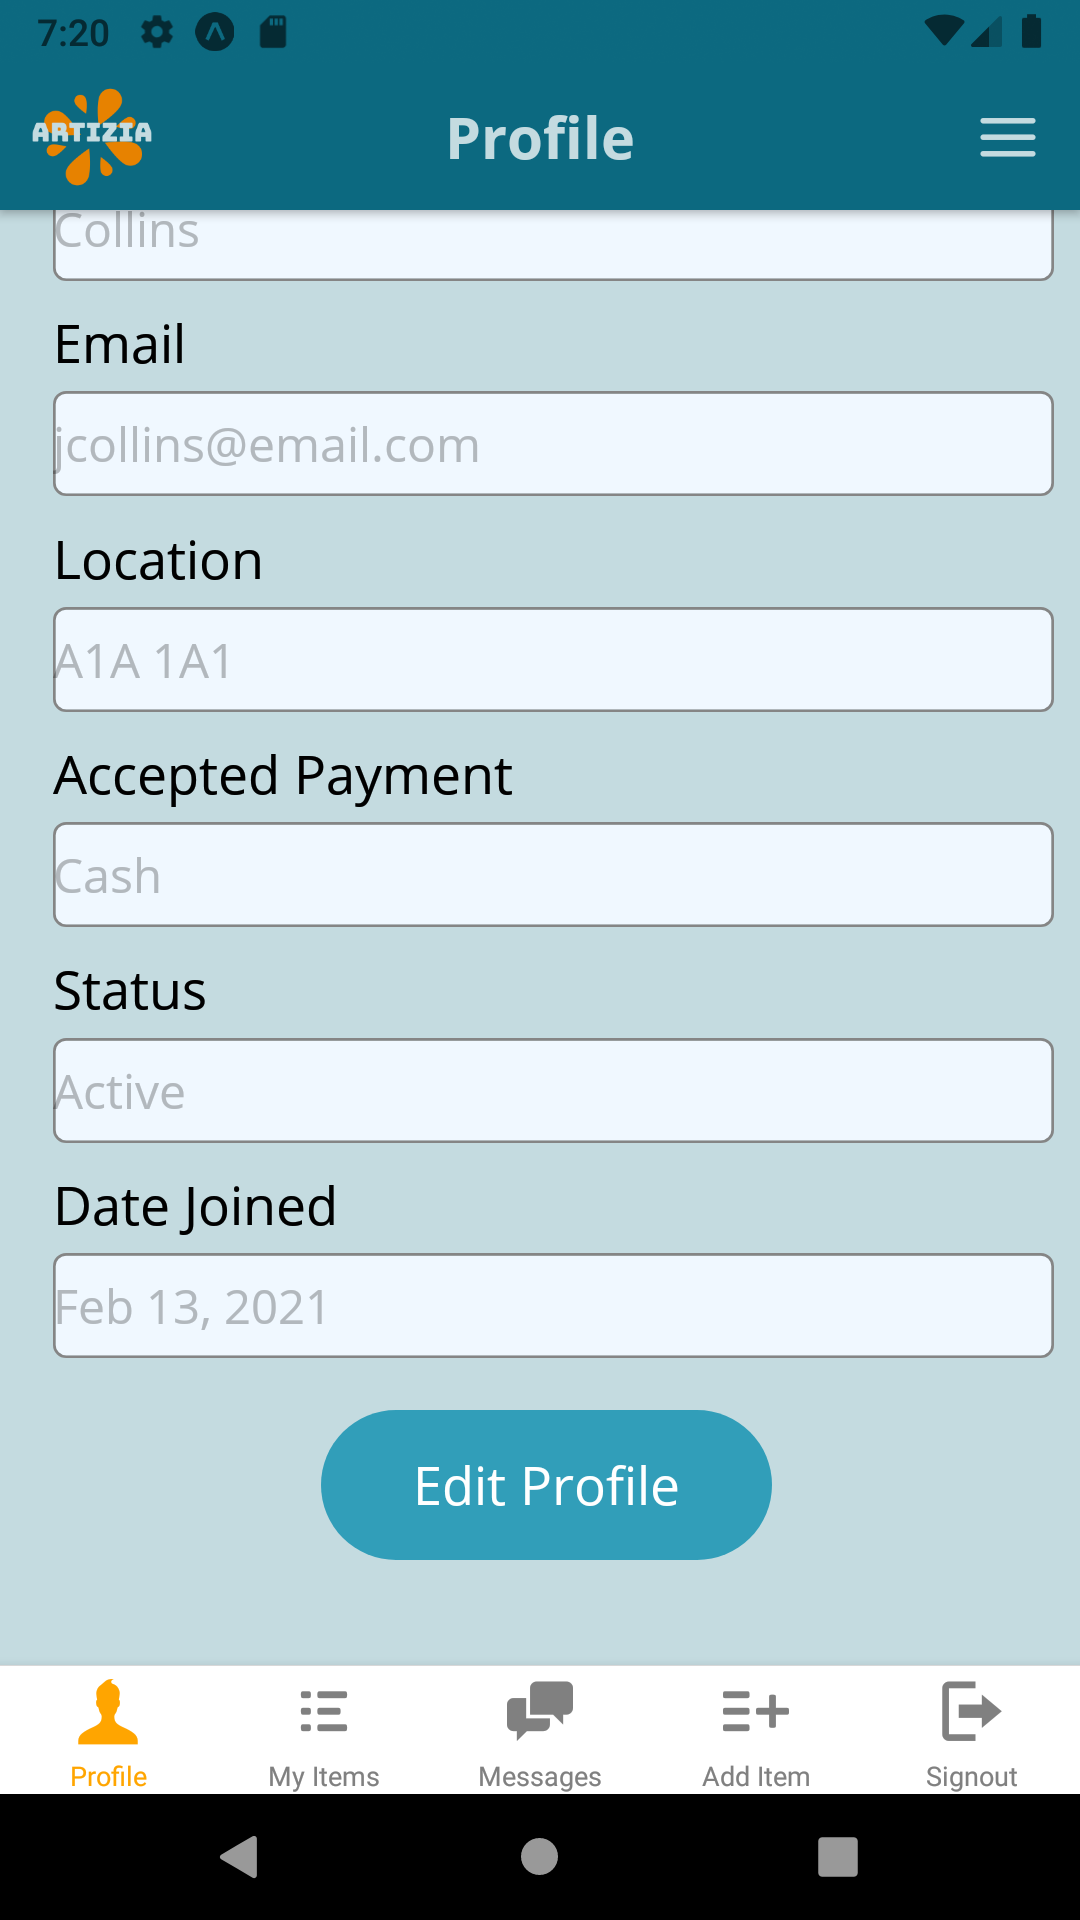 7:20
ARTIZIA
Profile
Collins
Email
jcollins@email.com
Location
A1A 1A1
Accepted Payment
Cash
Status
Active
Date Joined
Feb 13, 2021
Edit Profile
Profile
My Items
Messages
Add Item
Signout